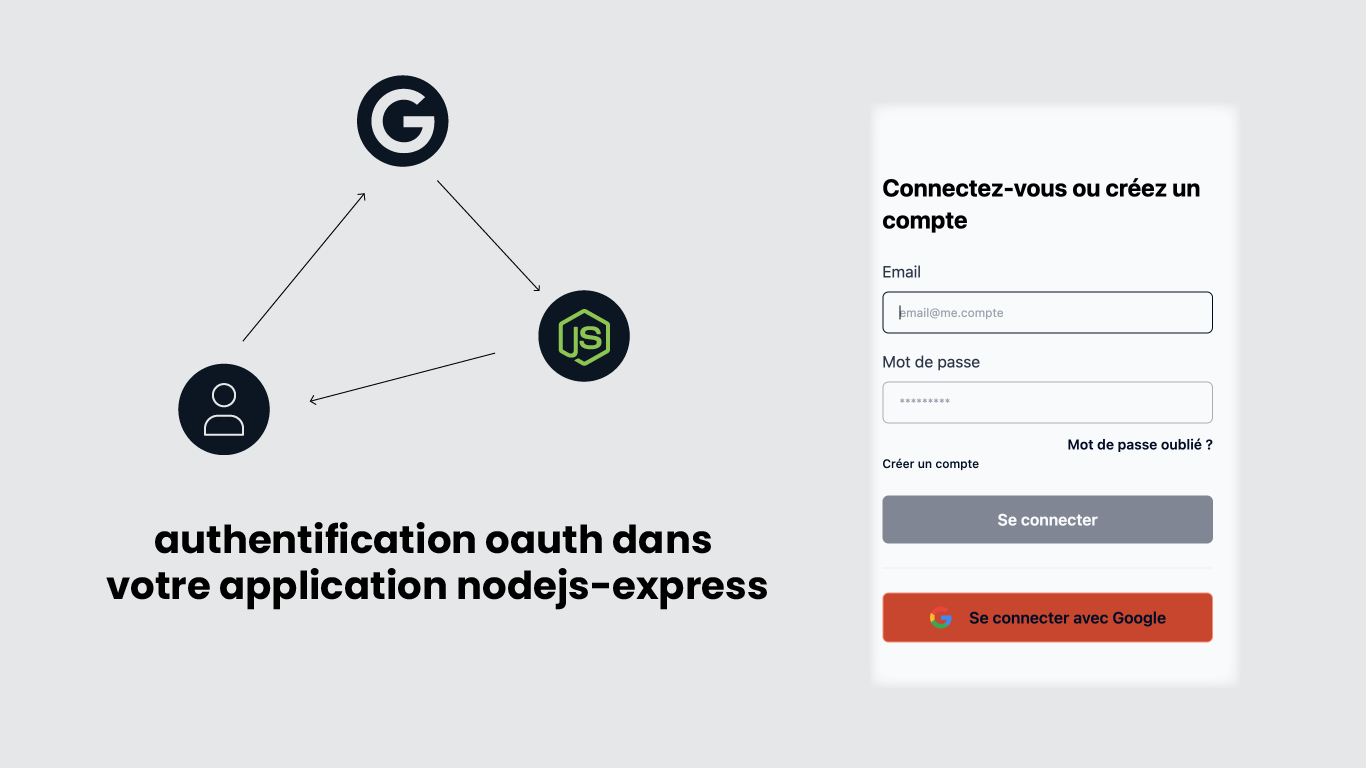 authentification oauth dans
votre application nodejs-express
Connectez-vous ou créez un
compte
Email
email@me.compte
Mot de passe
*********
Mot de passe oublié ?
Créer un compte
Se connecter
Se connecter avec Google